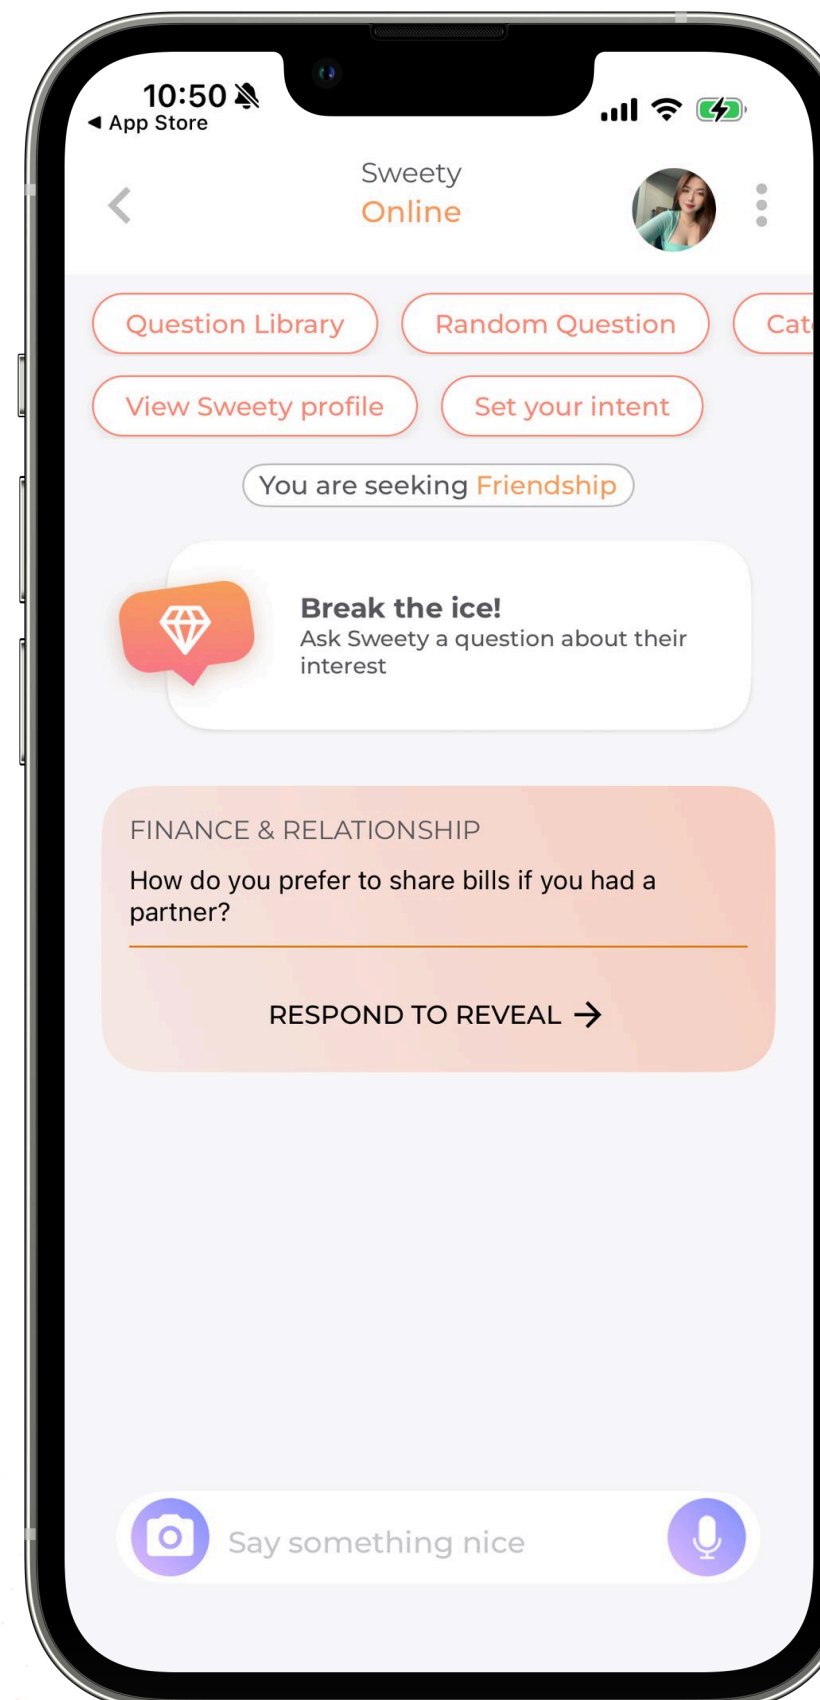 10:50
◀ App Store
Sweety
Online
Question Library
Random Question
View Sweety profile
Set your intent
You are seeking Friendship
Break the ice!
Ask Sweety a question about their
interest
FINANCE & RELATIONSHIP
How do you prefer to share bills if you had a
partner?
RESPOND TO REVEAL →
Say something nice